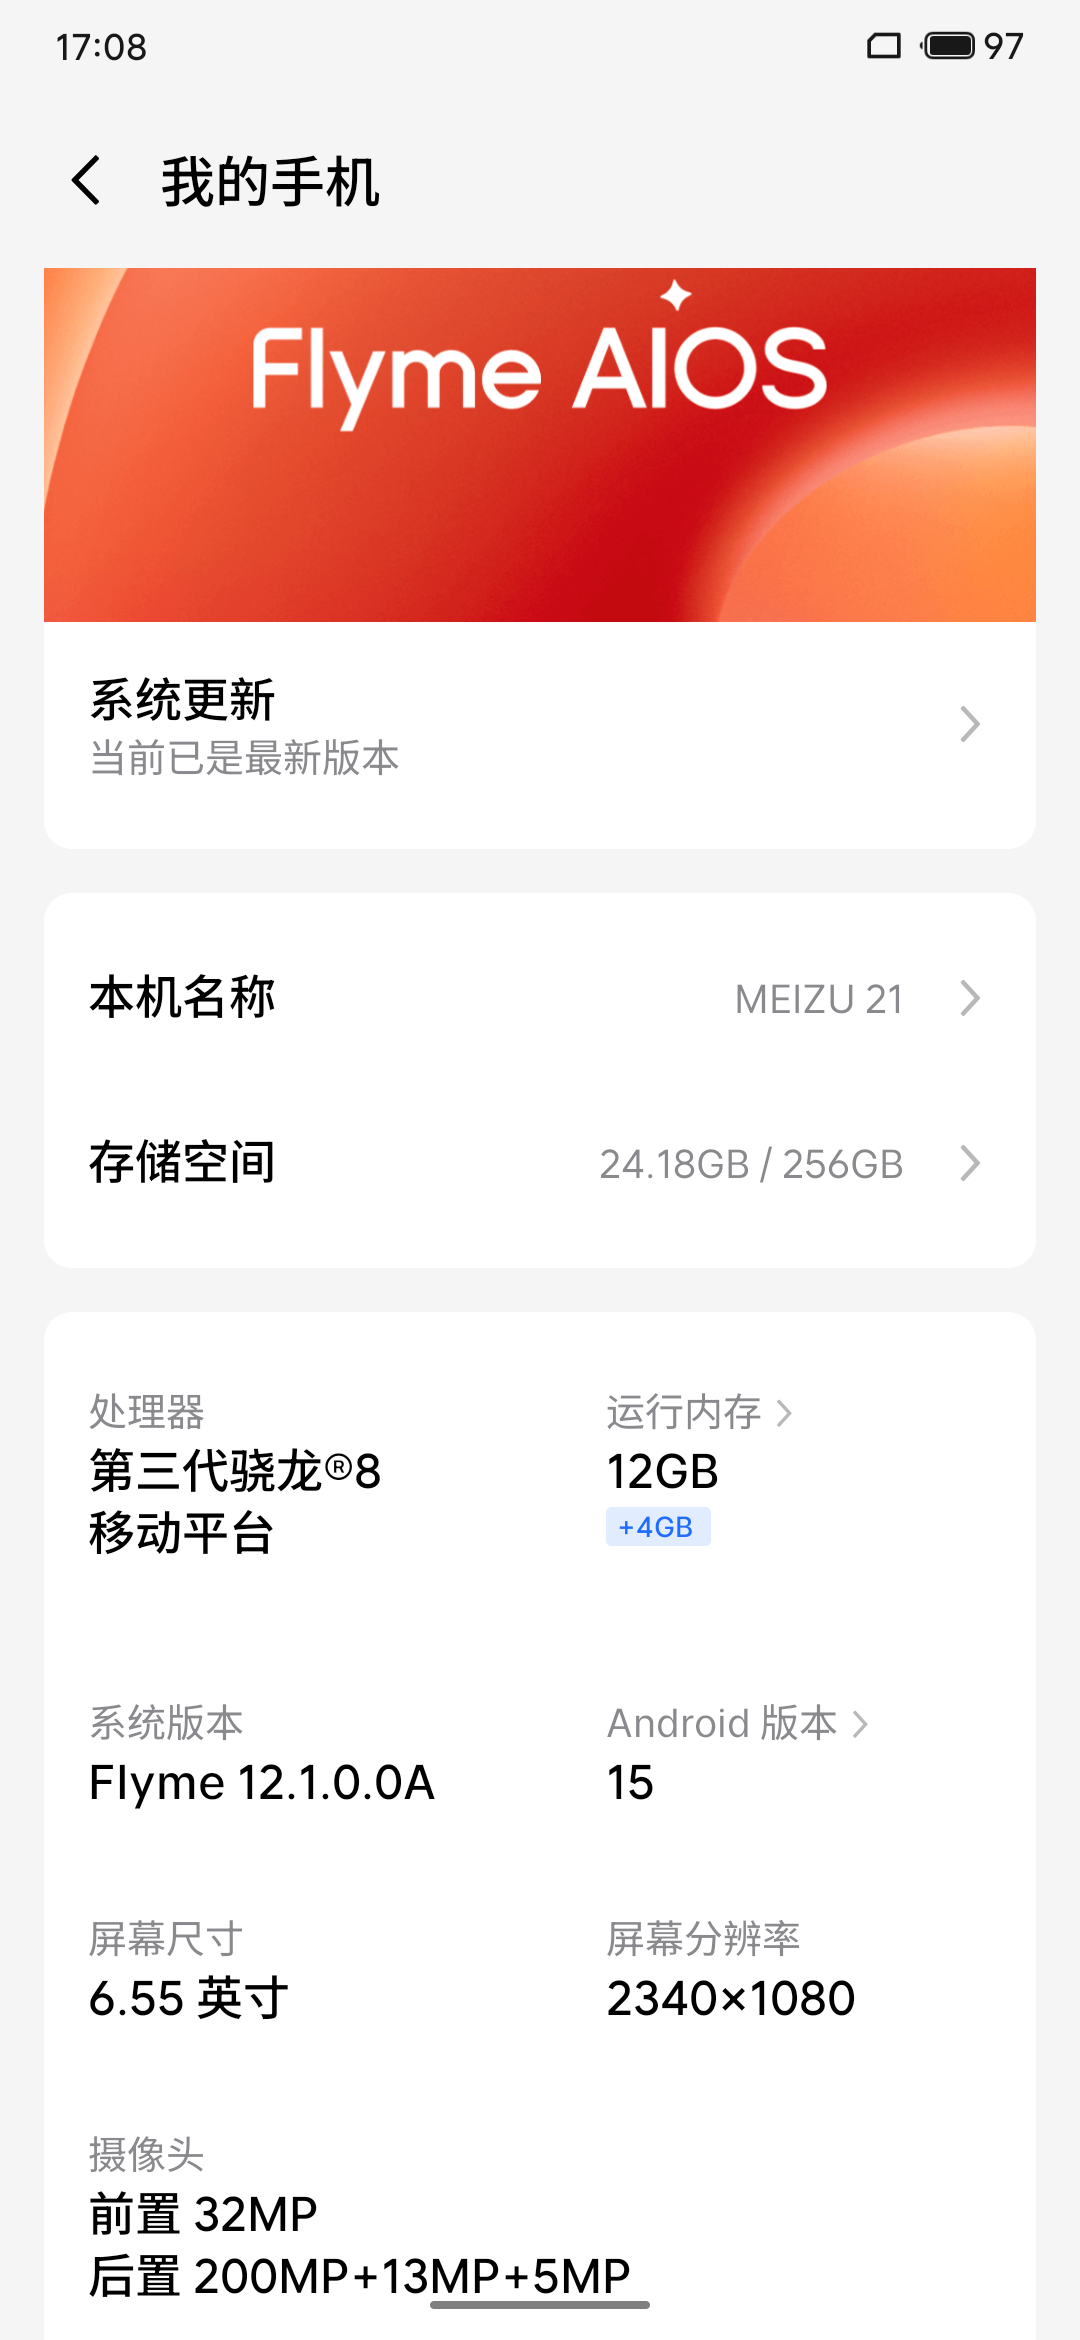 17:08
97
我的手机
Flyme AIOS
系统更新
当前已是最新版本
本机名称
MEIZU 21
存储空间
24.18GB / 256GB
处理器
第三代骁龙®8
移动平台
运行内存
12GB
+4GB
系统版本
Flyme 12.1.0.0A
Android 版本
15
屏幕尺寸
6.55 英寸
屏幕分辨率
2340×1080
摄像头
前置 32MP
后置 200MP+13MP+5MP